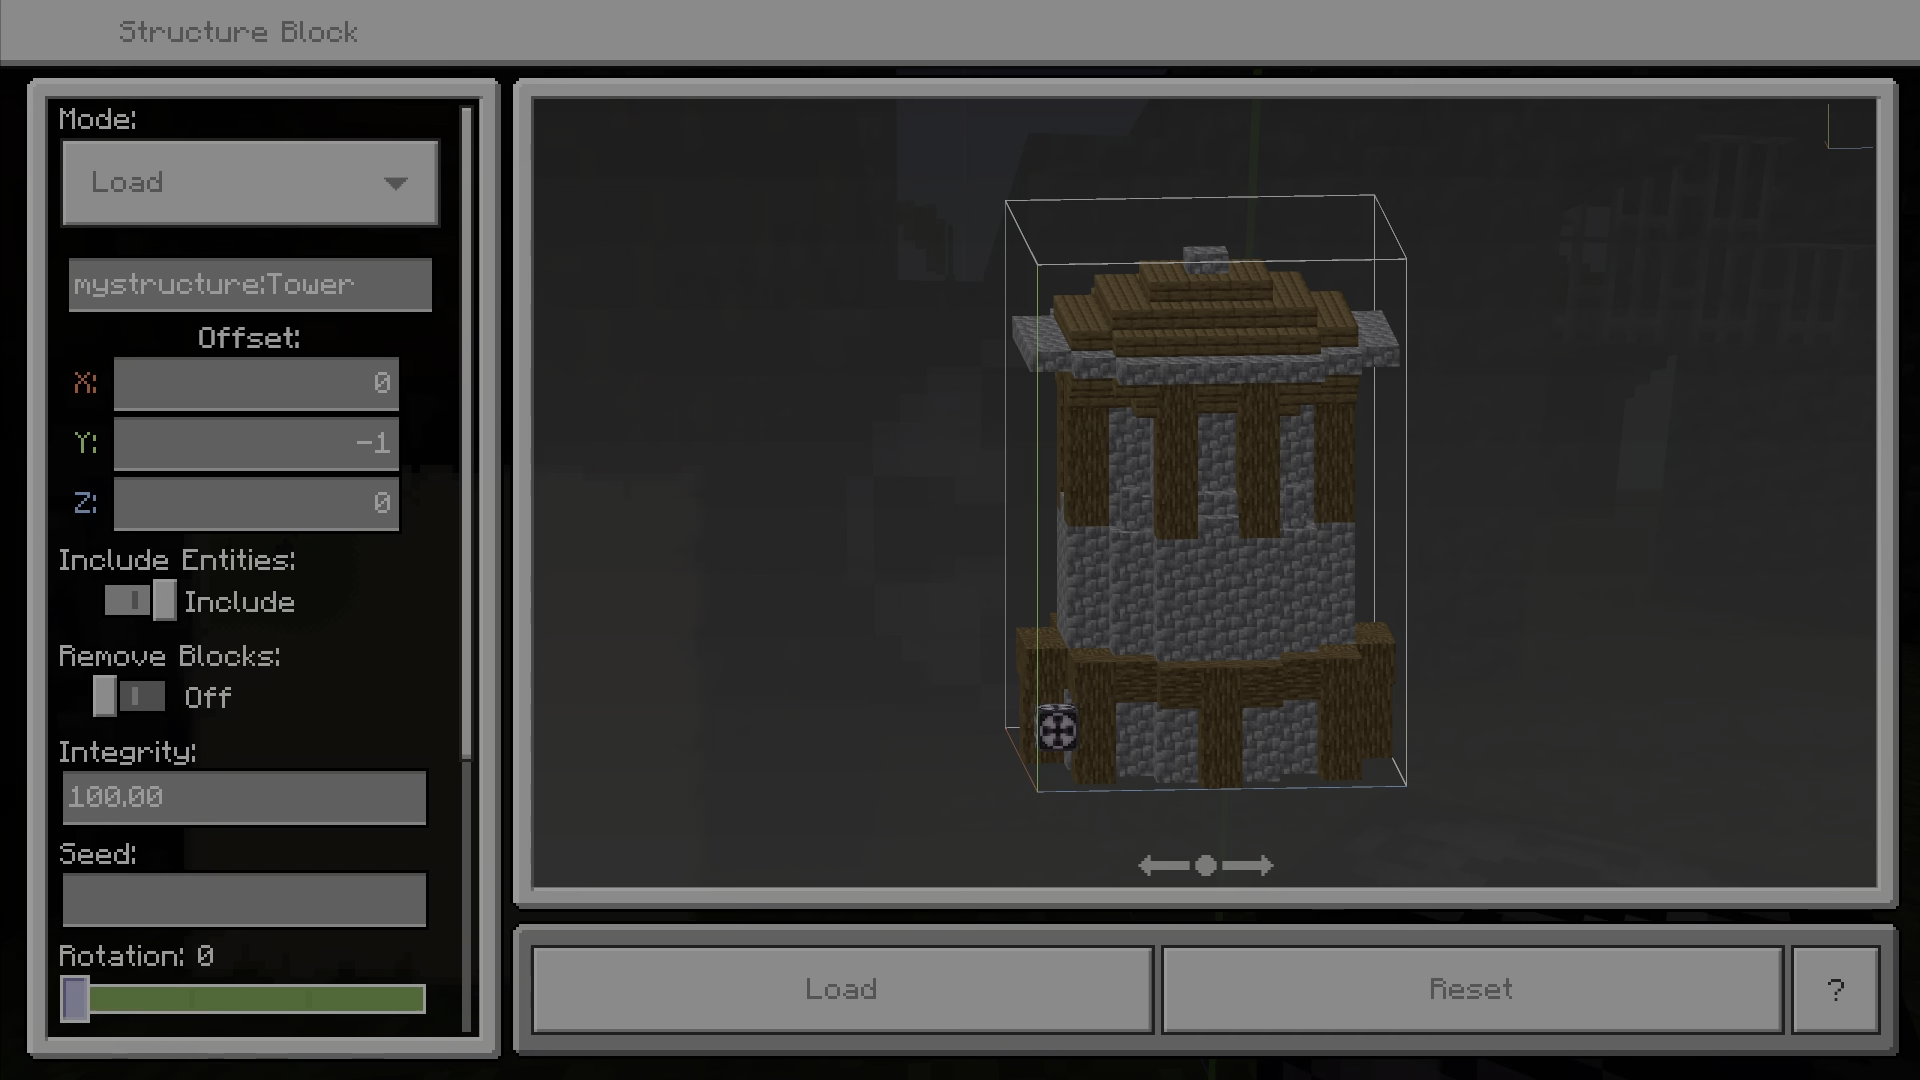 Structure Block
Mode:
Load
mystructure:Tower
Offset:
X: 0
Y: -1
Z: 0
Include Entities:
Include
Remove Blocks:
Off
Integrity:
100.00
Seed:
Rotation: 0
Load
Reset
?